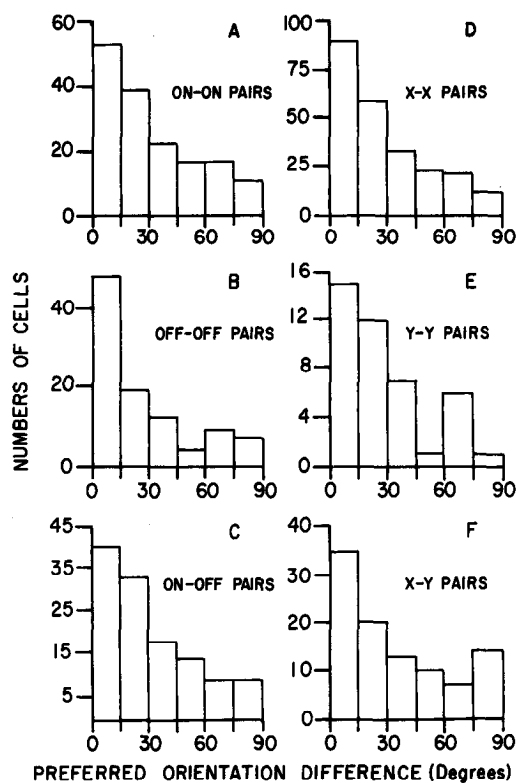 NUMBERS OF CELLS
A
ON-ON PAIRS
60
40
20
0
0 30 60 90
D
X-X PAIRS
100
75
50
25
0
0 30 60 90
B
OFF-OFF PAIRS
40
20
0
0 30 60 90
E
Y-Y PAIRS
16
12
8
4
0
0 30 60 90
C
ON-OFF PAIRS
45
35
25
15
5
0 30 60 90
F
X-Y PAIRS
40
30
20
10
0
0 30 60 90
PREFERRED ORIENTATION DIFFERENCE (Degrees)